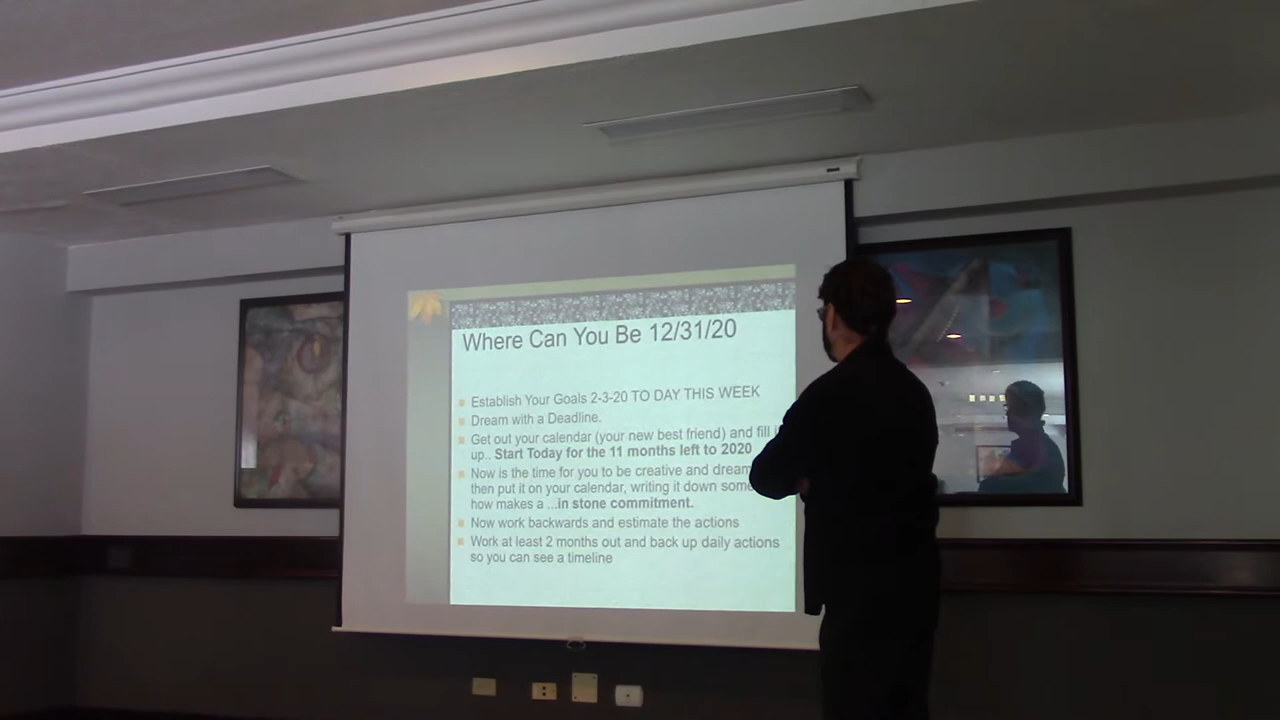 Where Can You Be 12/31/20
Establish Your Goals 2-3-20 TO DAY THIS WEEK
Dream with a Deadline.
Get out your calendar (your new best friend) and fill
up.. Start Today for the 11 months left to 2020
Now is the time for you to be creative and dream
then put it on your calendar, writing it down some
how makes a ...in stone commitment.
Now work backwards and estimate the actions
Work at least 2 months out and back up daily actions
so you can see a timeline